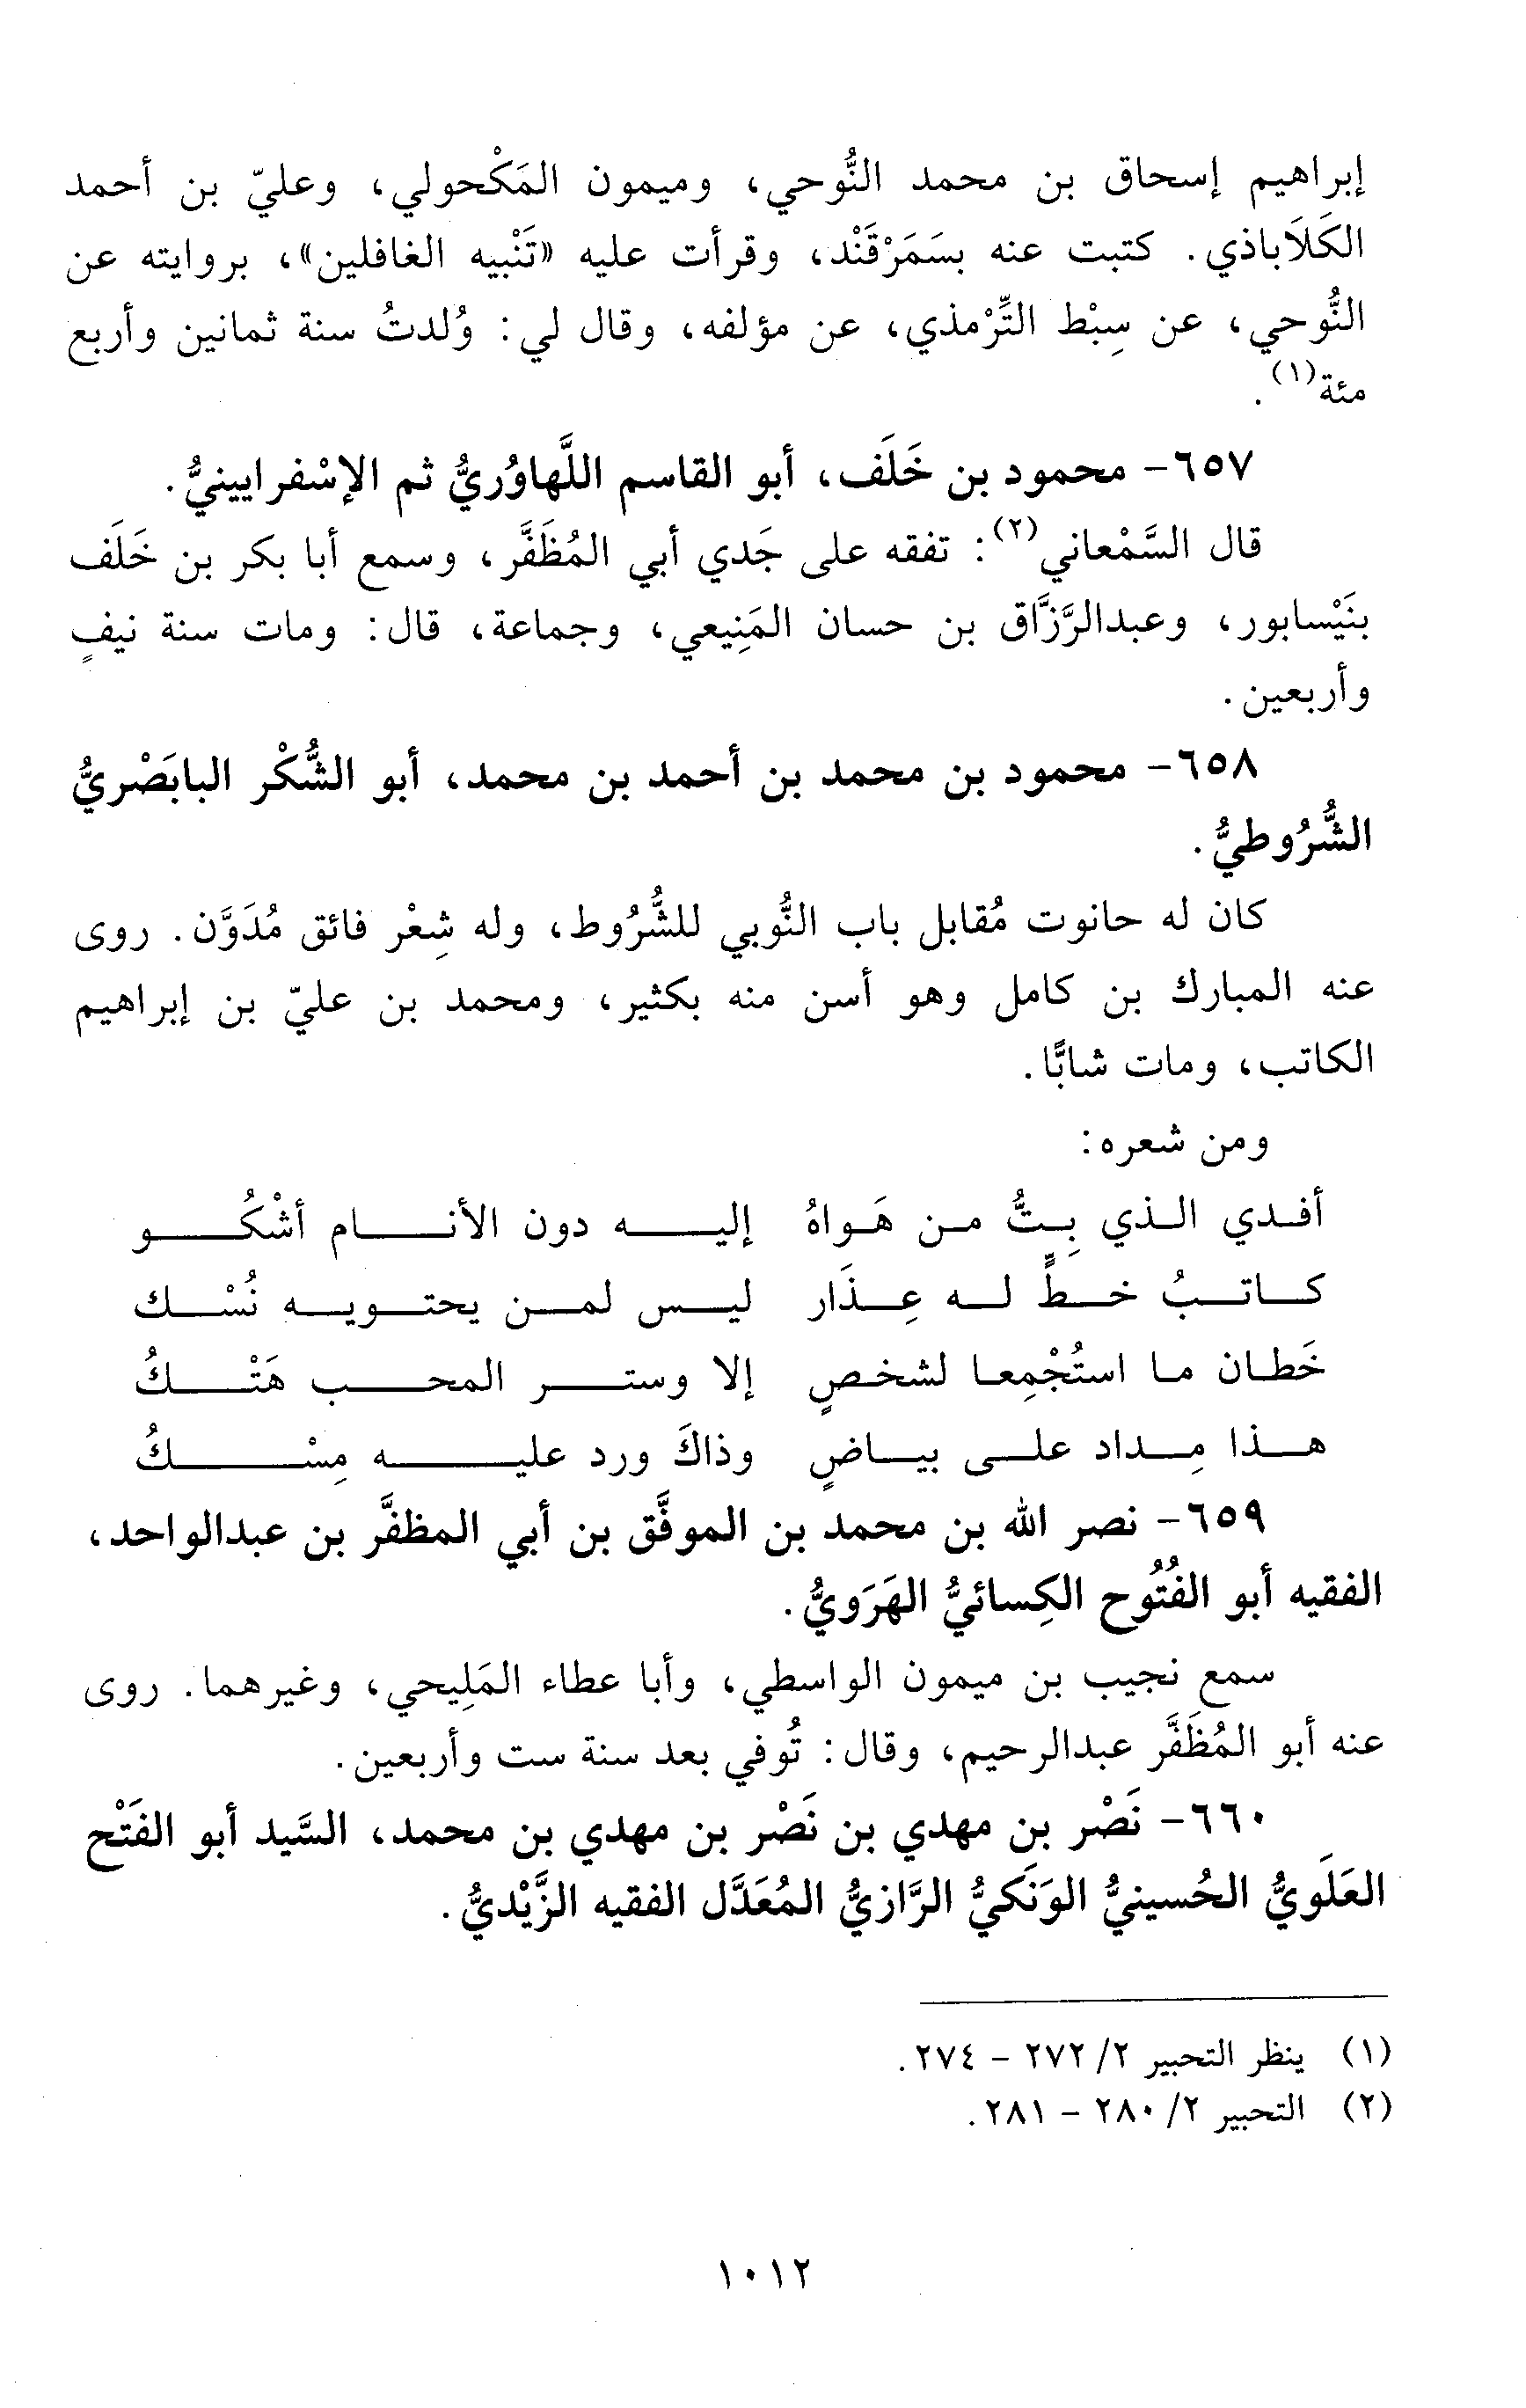 إبراهيم إسحاق بن محمد النُّوحي، وميمون المَكْحولي، وعليّ بن أحمد
الكَلَاباذي. كتبت عنه بسَمَرْقَنْد، وقرأت عليه «تَنْبيه الغافلين»، بروايته عن
النُّوحي، عن سِبْط التِّرْمذي، عن مؤلفه، وقال لي: وُلدتُ سنة ثمانين وأربع
مئة(١).
٦٥٧- محمود بن خَلَف، أبو القاسم اللَّهاوُريُّ ثم الإسْفرايينيُّ.
قال السَّمْعاني(٢): تفقه على جَدي أبي المُظَفَّر، وسمع أبا بكر بن خَلَف
بنَيْسابور، وعبدالرَّزَّاق بن حسان المَنِيعي، وجماعة، قال: ومات سنة نيفٍ
وأربعين.
٦٥٨- محمود بن محمد بن أحمد بن محمد، أبو الشُّكْر البابَصْريُّ
الشُّرُوطيُّ.
كان له حانوت مُقابل باب النُّوبي للشُّرُوط، وله شِعْر فائق مُدَوَّن. روى
عنه المبارك بن كامل وهو أسن منه بكثير، ومحمد بن عليّ بن إبراهيم
الكاتب، ومات شابًّا.
ومن شعره:
أفدي الذي بِتُّ من هَواهُ إليه دون الأنام أشْكُو
كاتبُ خطٍّ له عِذَار ليس لمن يحتويه نُسْك
خَطان ما استُجْمِعا لشخصٍ إلا وستر المحب هَتْكُ
هذا مِداد على بياضٍ وذاكَ ورد عليه مِسْكُ
٦٥٩- نصر الله بن محمد بن الموفَّق بن أبي المظفَّر بن عبدالواحد،
الفقيه أبو الفُتُوح الكِسائيُّ الهَرَويُّ.
سمع نجيب بن ميمون الواسطي، وأبا عطاء المَلِيحي، وغيرهما. روى
عنه أبو المُظَفَّر عبدالرحيم، وقال: تُوفي بعد سنة ست وأربعين.
٦٦٠- نَصْر بن مهدي بن نَصْر بن مهدي بن محمد، السَّيد أبو الفَتْح
العَلَويُّ الحُسينيُّ الوَنَكيُّ الرَّازيُّ المُعَدَّل الفقيه الزَّيْديُّ.
(١) ينظر التحبير ٢/ ٢٧٢ - ٢٧٤.
(٢) التحبير ٢/ ٢٨٠ - ٢٨١.
١٠١٢